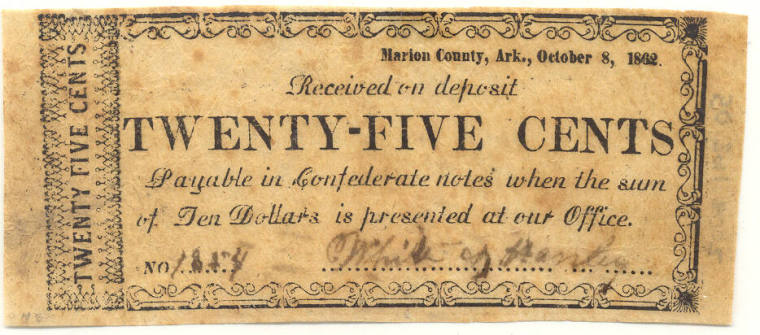 TWENTY FIVE CENTS
Marion County, Ark., October 8, 1862.
Received on deposit
TWENTY-FIVE CENTS
Payable in Confederate notes when the sum
of Ten Dollars is presented at our Office.
NO.
White